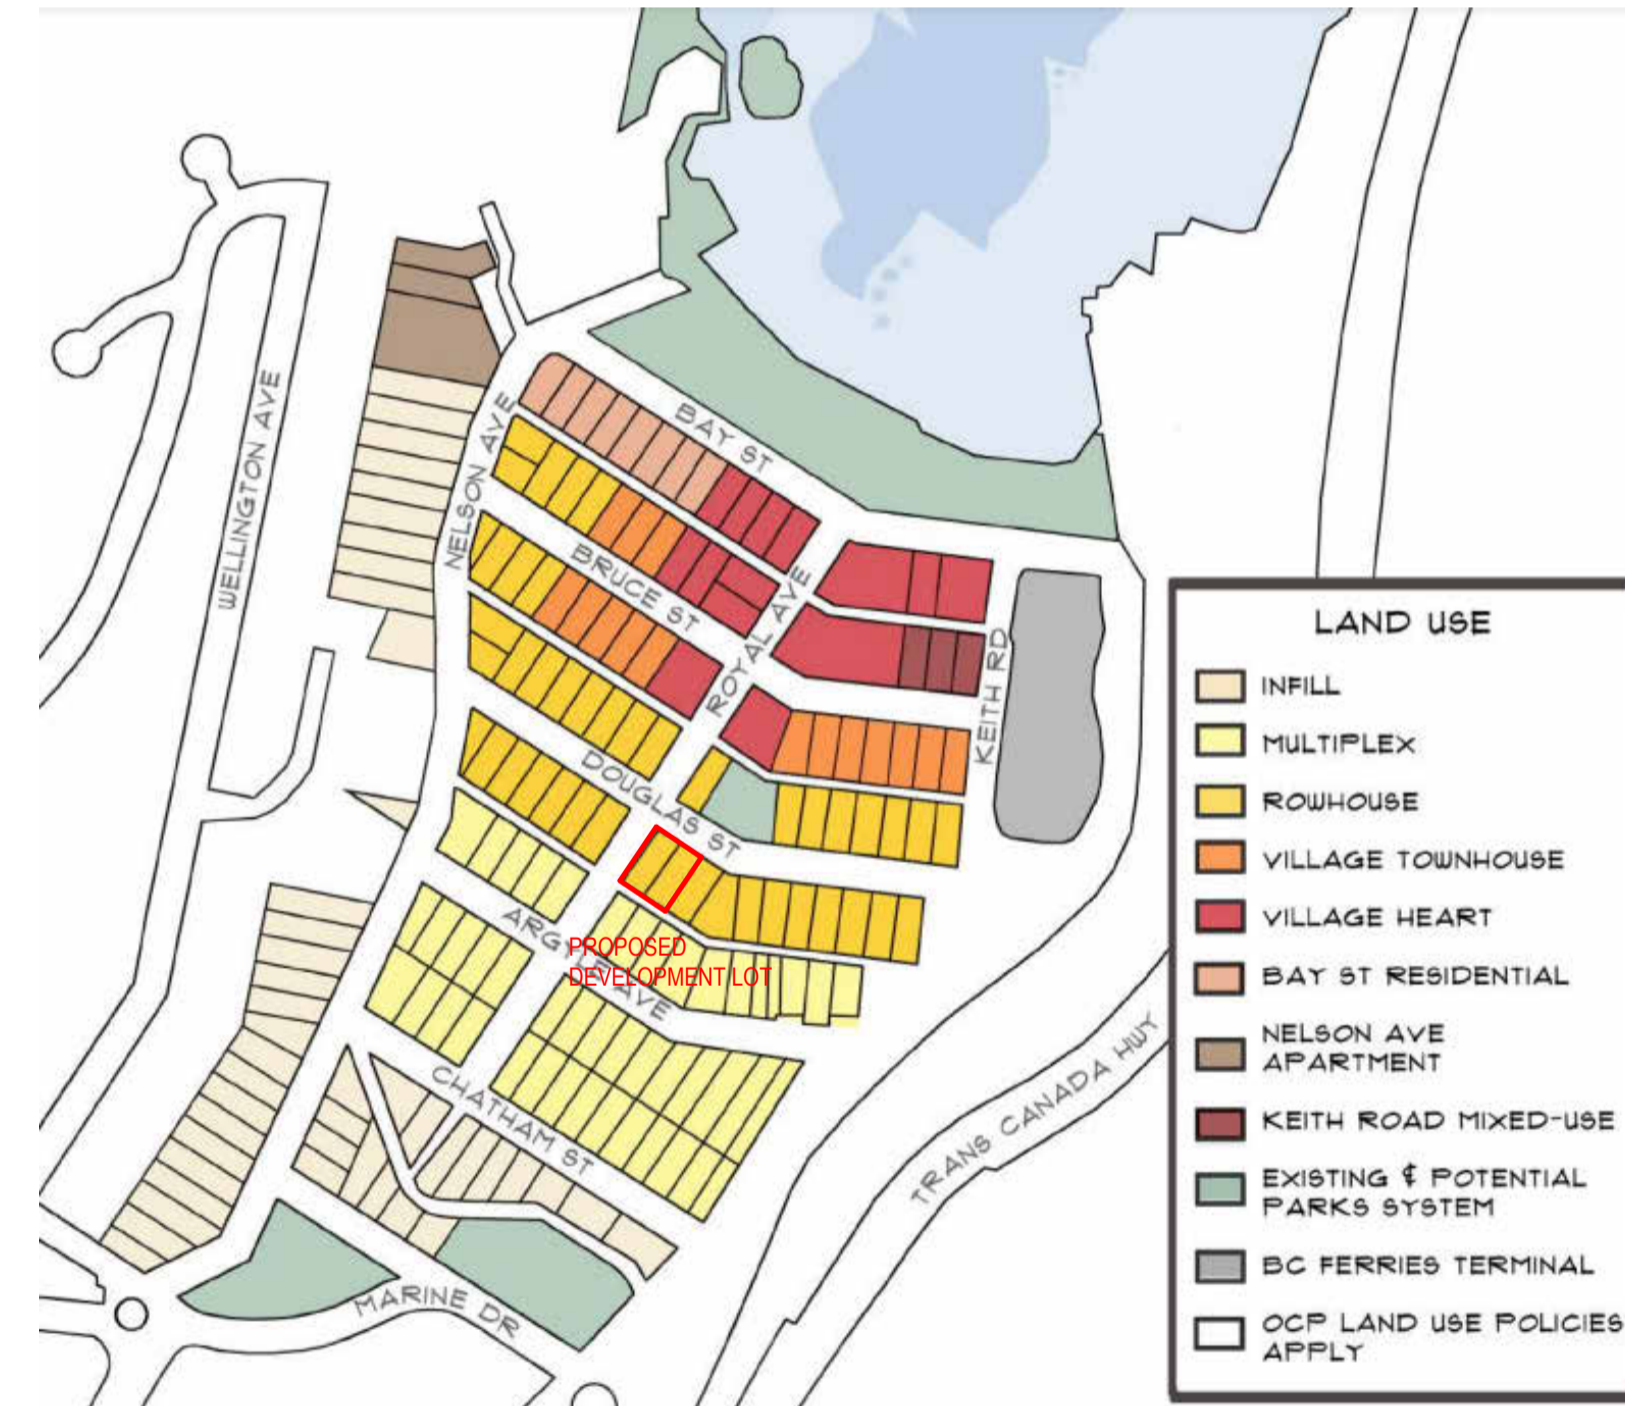 WELLINGTON AVE
NELSON AVE
BAY ST
BRUCE ST
ROYAL AVE
KEITH RD
DOUGLAS ST
ARGYLE AVE
PROPOSED
DEVELOPMENT LOT
CHATHAM ST
MARINE DR
TRANS CANADA HWY
LAND USE
INFILL
MULTIPLEX
ROWHOUSE
VILLAGE TOWNHOUSE
VILLAGE HEART
BAY ST RESIDENTIAL
NELSON AVE
APARTMENT
KEITH ROAD MIXED-USE
EXISTING & POTENTIAL
PARKS SYSTEM
BC FERRIES TERMINAL
OCP LAND USE POLICIES
APPLY